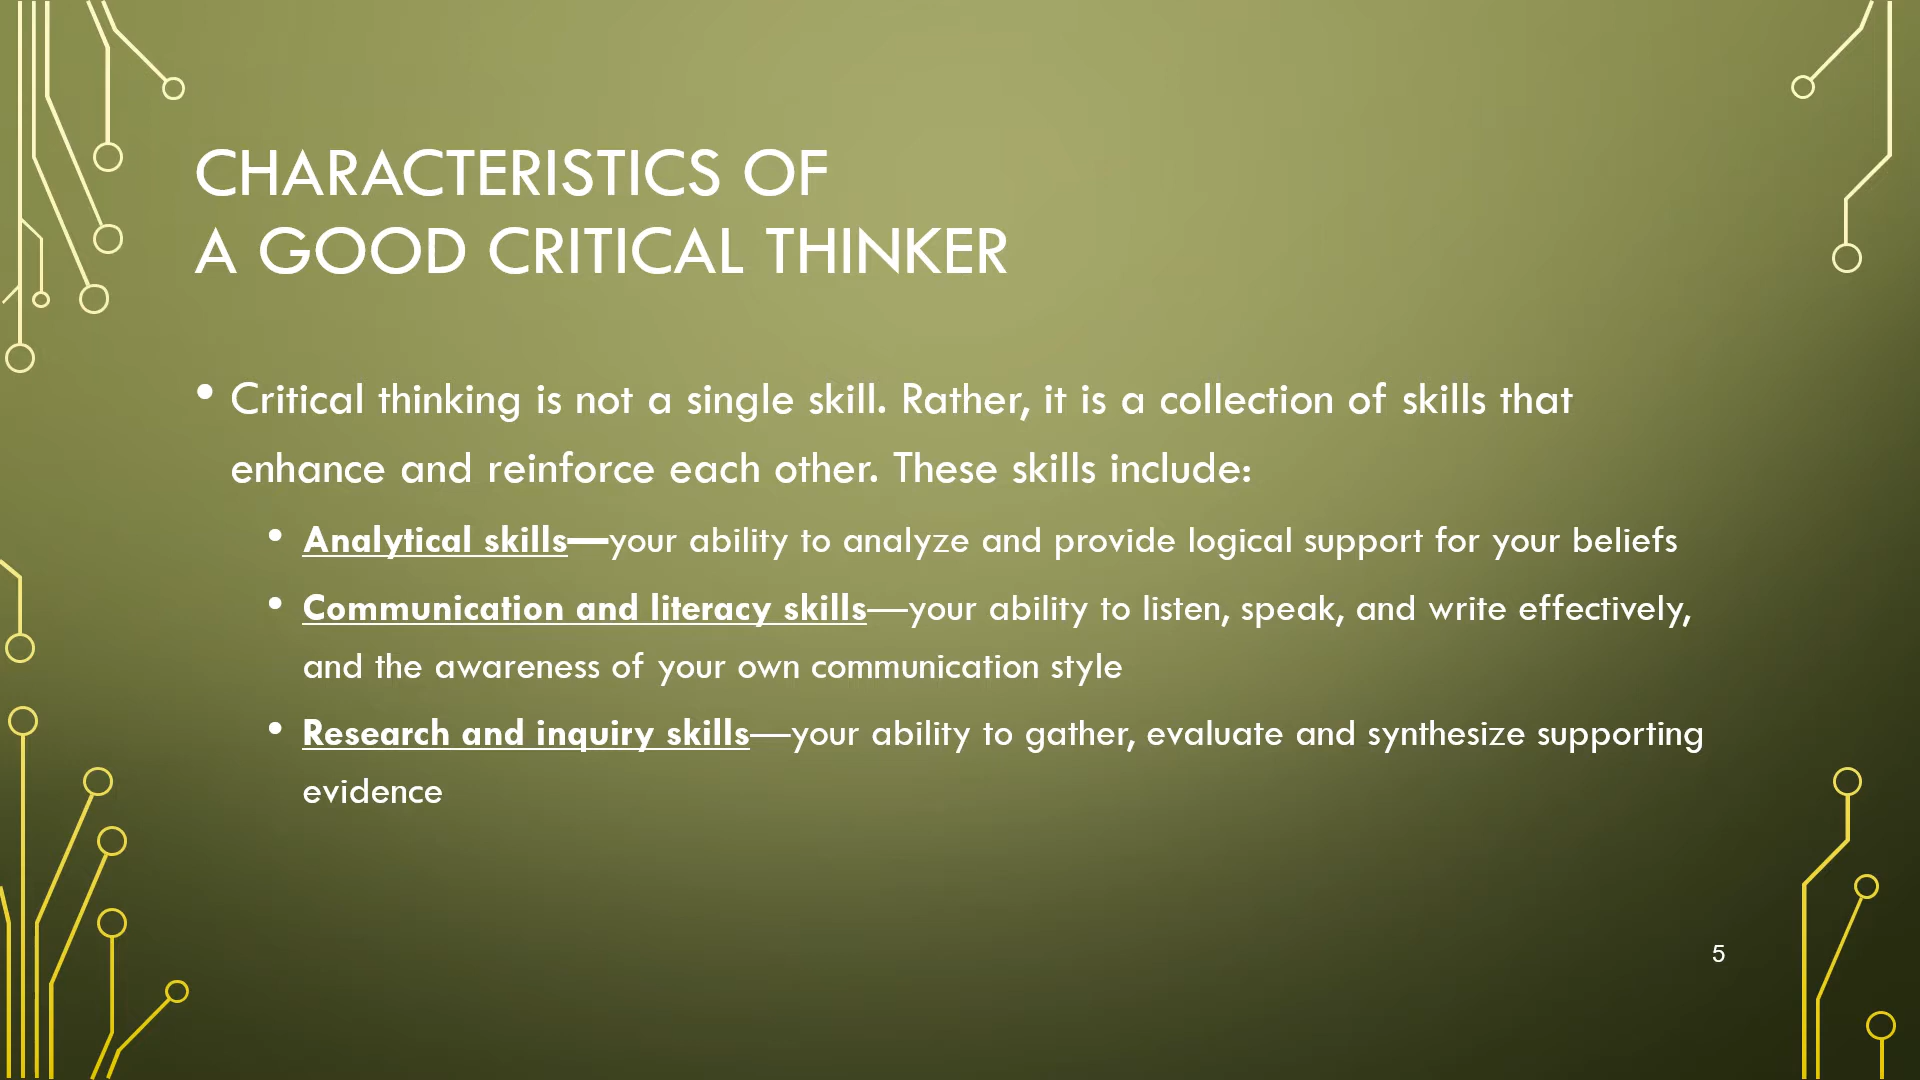 CHARACTERISTICS OF
A GOOD CRITICAL THINKER
• Critical thinking is not a single skill. Rather, it is a collection of skills that
enhance and reinforce each other. These skills include:
• Analytical skills—your ability to analyze and provide logical support for your beliefs
• Communication and literacy skills—your ability to listen, speak, and write effectively,
and the awareness of your own communication style
• Research and inquiry skills—your ability to gather, evaluate and synthesize supporting
evidence
5